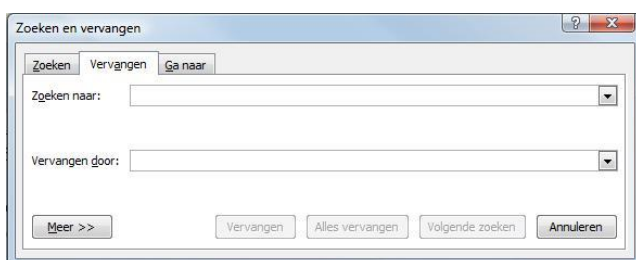 Zoeken en vervangen
Zoeken Vervangen Ga naar
Zoeken naar:
Vervangen door:
Meer >> Vervangen Alles vervangen Volgende zoeken Annuleren